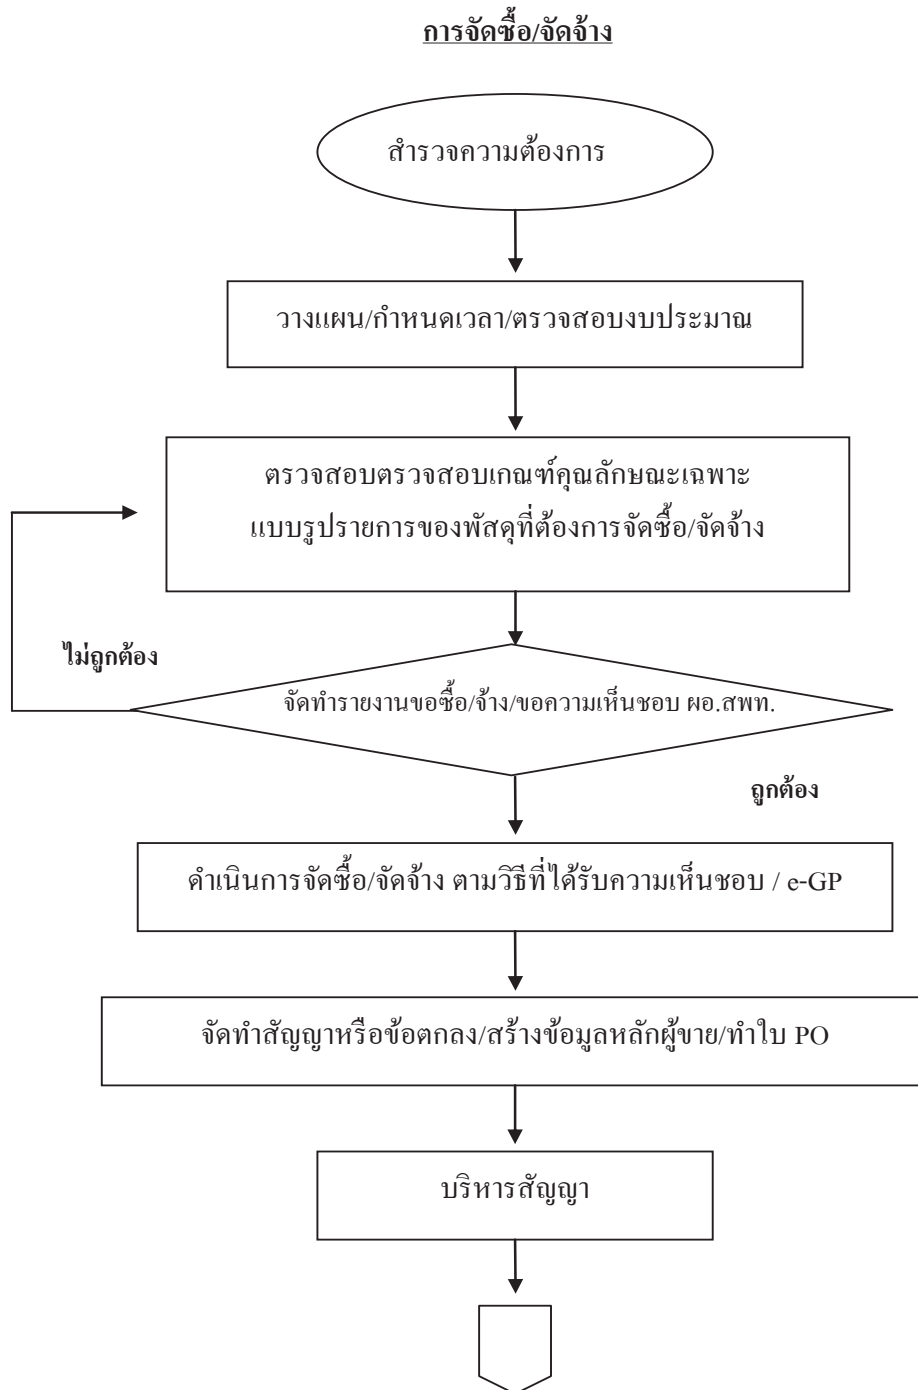 การจัดซื้อ/จัดจ้าง
สำรวจความต้องการ
วางแผน/กำหนดเวลา/ตรวจสอบงบประมาณ
ตรวจสอบตรวจสอบเกณฑ์คุณลักษณะเฉพาะ
แบบรูปรายการของพัสดุที่ต้องการจัดซื้อ/จัดจ้าง
ไม่ถูกต้อง
จัดทำรายงานขอซื้อ/จ้าง/ขอความเห็นชอบ ผอ.สพท.
ถูกต้อง
ดำเนินการจัดซื้อ/จัดจ้าง ตามวิธีที่ได้รับความเห็นชอบ / e-GP
จัดทำสัญญาหรือข้อตกลง/สร้างข้อมูลหลักผู้ขาย/ทำใบ PO
บริหารสัญญา